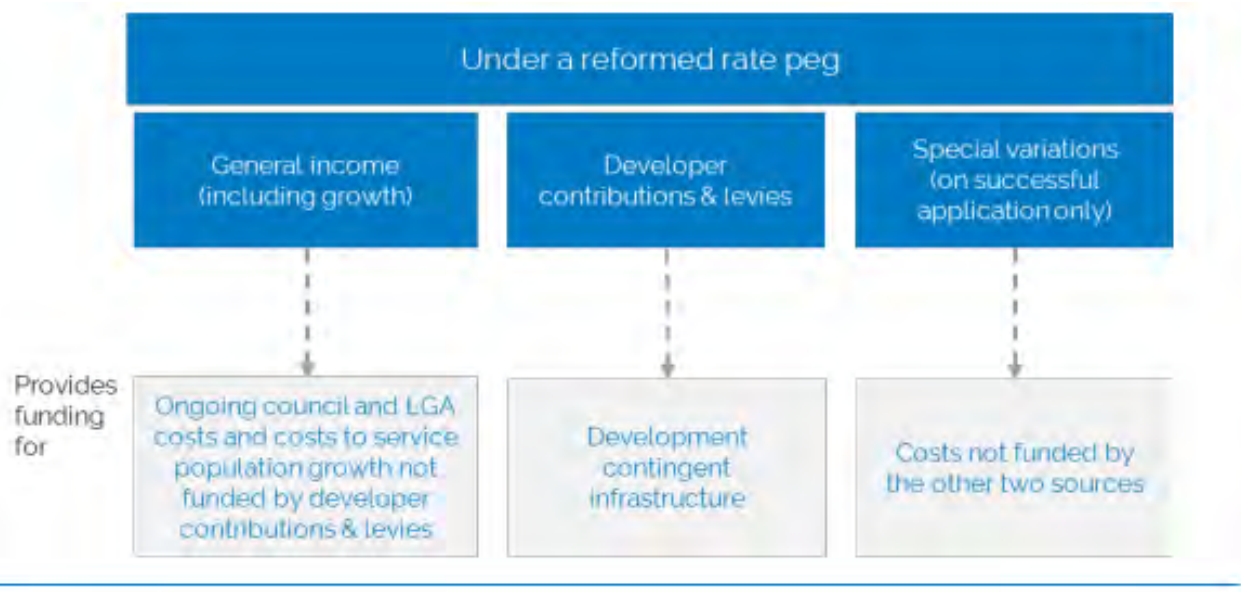 Under a reformed rate peg
General income
(including growth)
Developer
contributions & levies
Special variations
(on successful
application only)
Provides
funding
for
Ongoing council and LGA
costs and costs to service
population growth not
funded by developer
contributions & levies
Development
contingent
infrastructure
Costs not funded by
the other two sources